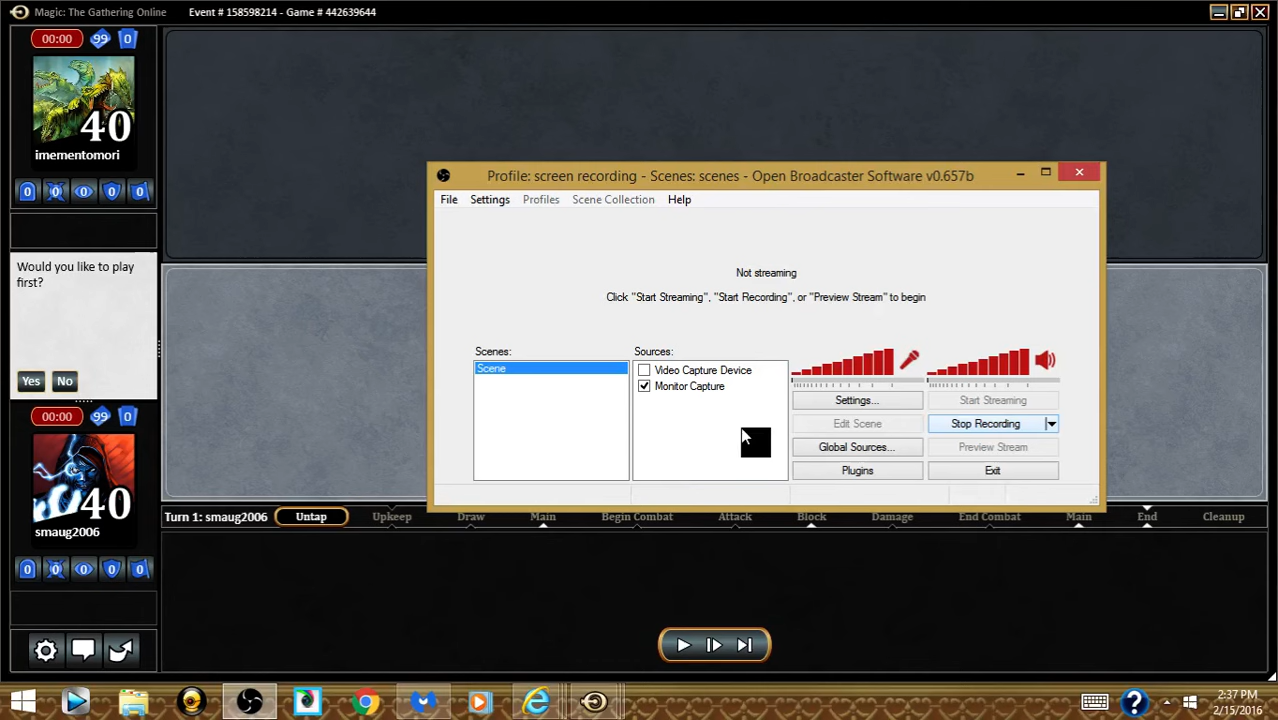 Magic: The Gathering Online
Event # 158598214 - Game # 442639644
00:00
99
0
40
imementomori
0
0
0
0
0
Would you like to play
first?
Yes
No
00:00
99
0
40
smaug2006
0
0
0
0
0
Profile: screen recording - Scenes: scenes - Open Broadcaster Software v0.657b
File
Settings
Profiles
Scene Collection
Help
Not streaming
Click "Start Streaming", "Start Recording", or "Preview Stream" to begin
Scenes:
Scene
Sources:
Video Capture Device
Monitor Capture
Settings...
Start Streaming
Edit Scene
Stop Recording
Global Sources...
Preview Stream
Plugins
Exit
Turn 1: smaug2006
Untap
Upkeep
Draw
Main
Begin Combat
Attack
Block
Damage
End Combat
Main
End
Cleanup
2:37 PM
2/15/2016